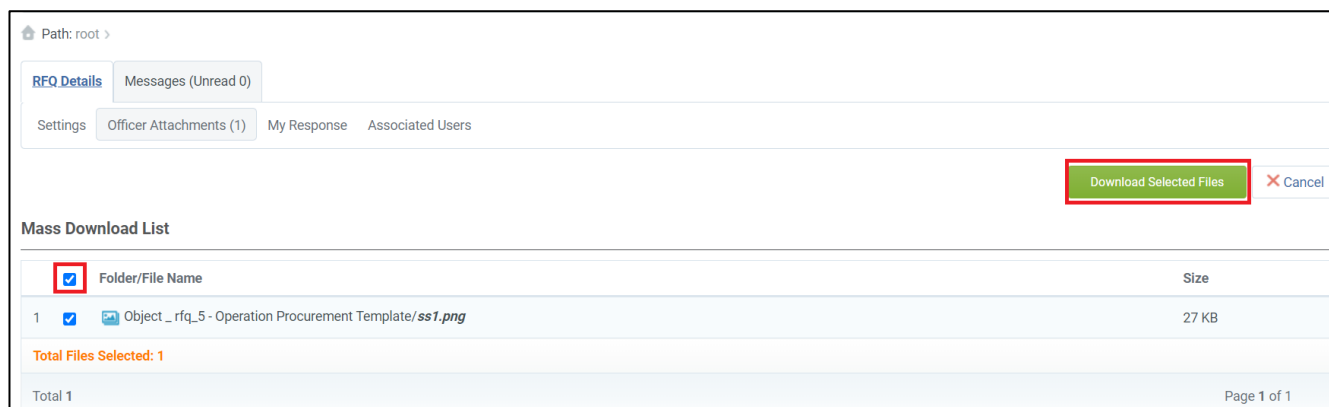 Path: root >
RFQ Details Messages (Unread 0)
Settings Officer Attachments (1) My Response Associated Users
Download Selected Files Cancel
Mass Download List
Folder/File Name Size
1 Object _ rfq_5 - Operation Procurement Template/ss1.png 27 KB
Total Files Selected: 1
Total 1 Page 1 of 1